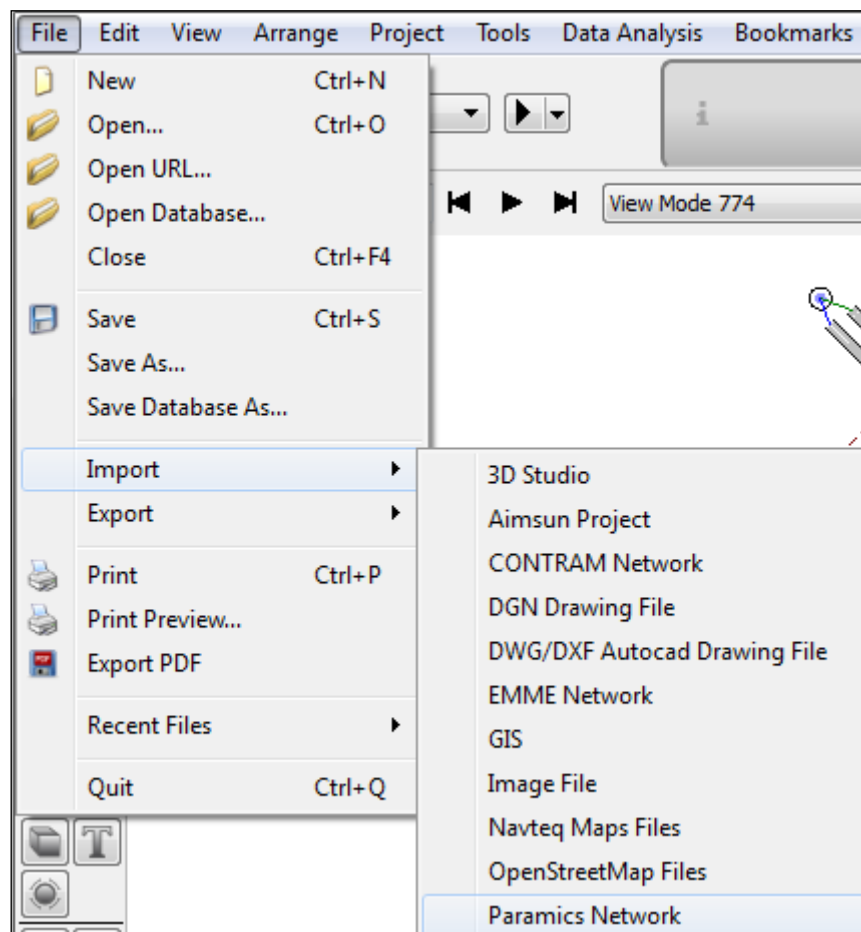 File Edit View Arrange Project Tools Data Analysis Bookmarks
New Ctrl+N
Open... Ctrl+O
Open URL...
Open Database...
View Mode 774
Close Ctrl+F4
Save Ctrl+S
Save As...
Save Database As...
Import
Export
Print Ctrl+P
Print Preview...
Export PDF
Recent Files
Quit Ctrl+Q
3D Studio
Aimsun Project
CONTRAM Network
DGN Drawing File
DWG/DXF Autocad Drawing File
EMME Network
GIS
Image File
Navteq Maps Files
OpenStreetMap Files
Paramics Network
T